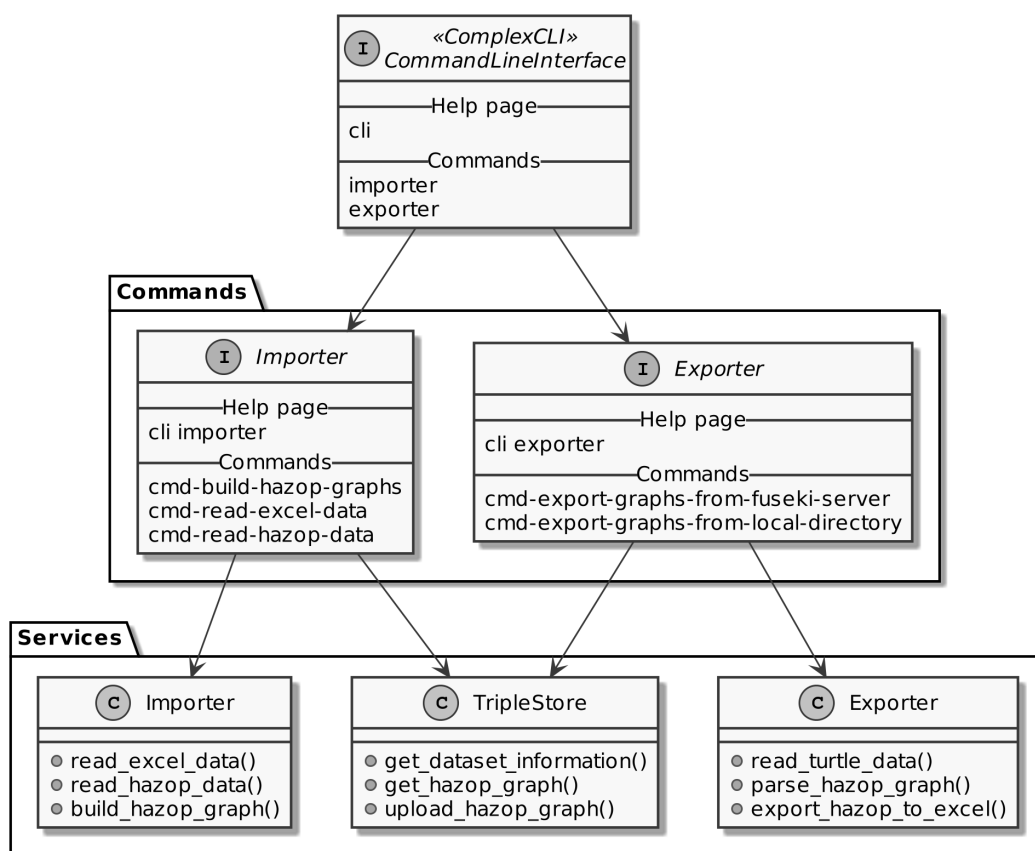 I
«ComplexCLI»
CommandLineInterface
Help page
cli
Commands
importer
exporter
Commands
I Importer
Help page
cli importer
Commands
cmd-build-hazop-graphs
cmd-read-excel-data
cmd-read-hazop-data
I Exporter
Help page
cli exporter
Commands
cmd-export-graphs-from-fuseki-server
cmd-export-graphs-from-local-directory
Services
C Importer
read_excel_data()
read_hazop_data()
build_hazop_graph()
C TripleStore
get_dataset_information()
get_hazop_graph()
upload_hazop_graph()
C Exporter
read_turtle_data()
parse_hazop_graph()
export_hazop_to_excel()